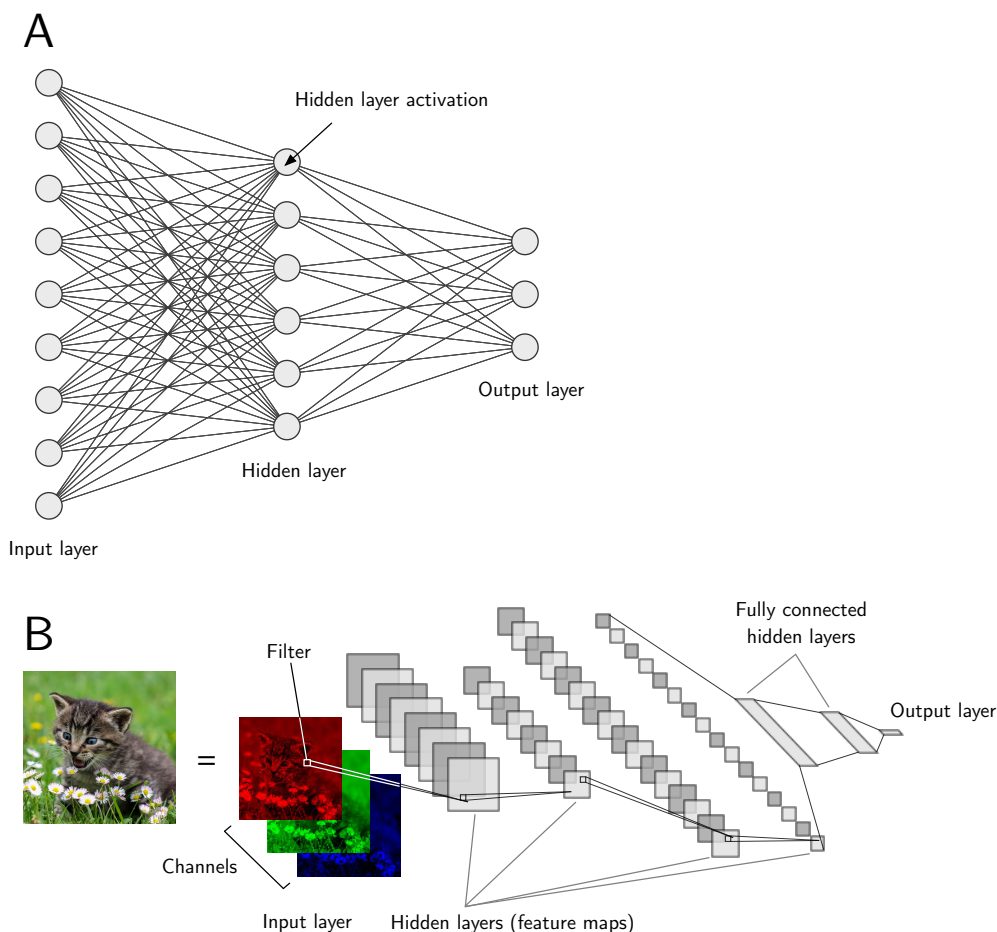 A
Hidden layer activation
Output layer
Hidden layer
Input layer
B
Fully connected
hidden layers
Filter
Output layer
=
Channels
Input layer
Hidden layers (feature maps)